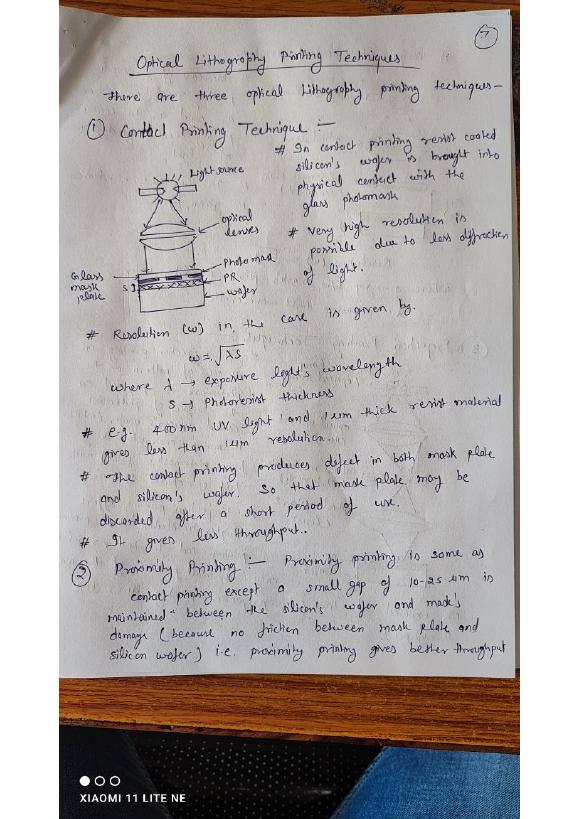 7
Optical Lithography Printing Techniques
There are three optical Lithography printing techniques-
① Contact Printing Technique :-
# In contact printing resist coated
silicon's wafer is brought into
physical contact with the
glass photomask
# Very high resolution is
possible due to less diffraction
of light.
Light source
optical
lenses
Photo mask
PR
wafer
Glass
mask
plate
S
# Resolution (w) in the case is given by.
w = √λS
where λ → exposure light's wavelength
S → Photoresist thickness
# e.g. 400 nm UV light and 1 μm thick resist material
gives less than 1μm resolution.
# The contact printing produces defect in both mask plate
and silicon's wafer. So that mask plate may be
discarded after a short period of use.
# It gives less throughput..
② Proximity Printing :- Proximity printing is same as
contact printing except a small gap of 10-25 μm is
maintained between the silicon's wafer and mask's
damage (because no friction between mask plate and
silicon wafer) i.e. proximity printing gives better throughput
XIAOMI 11 LITE NE